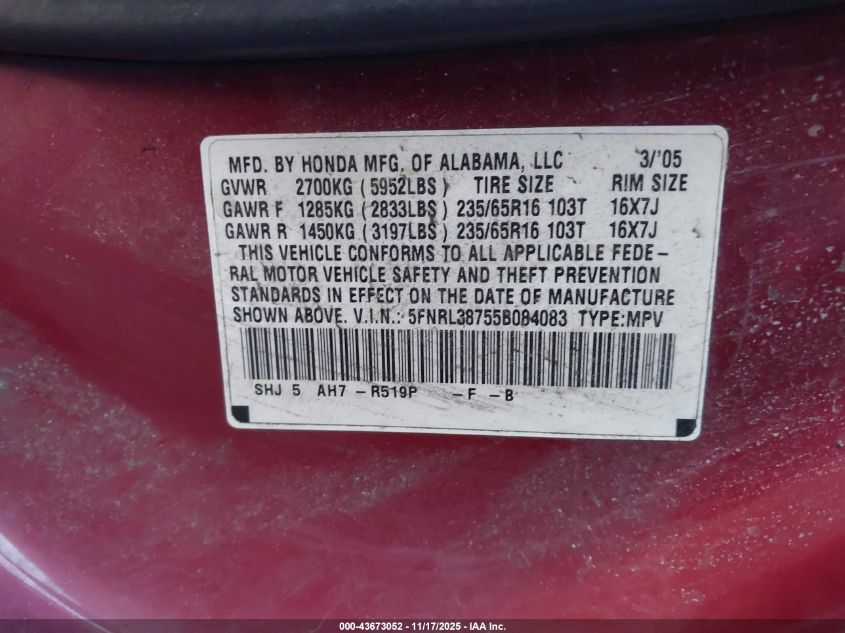 MFD. BY HONDA MFG. OF ALABAMA, LLC 3/'05
GVWR 2700KG (5952LBS) TIRE SIZE RIM SIZE
GAWR F 1285KG (2833LBS) 235/65R16 103T 16X7J
GAWR R 1450KG (3197LBS) 235/65R16 103T 16X7J
THIS VEHICLE CONFORMS TO ALL APPLICABLE FEDE-
RAL MOTOR VEHICLE SAFETY AND THEFT PREVENTION
STANDARDS IN EFFECT ON THE DATE OF MANUFACTURE
SHOWN ABOVE. V.I.N.: 5FNRL38755B084083 TYPE:MPV
SHJ 5 AH7 -R519P -F -B
000-43673052 - 11/17/2025 - IAA Inc.